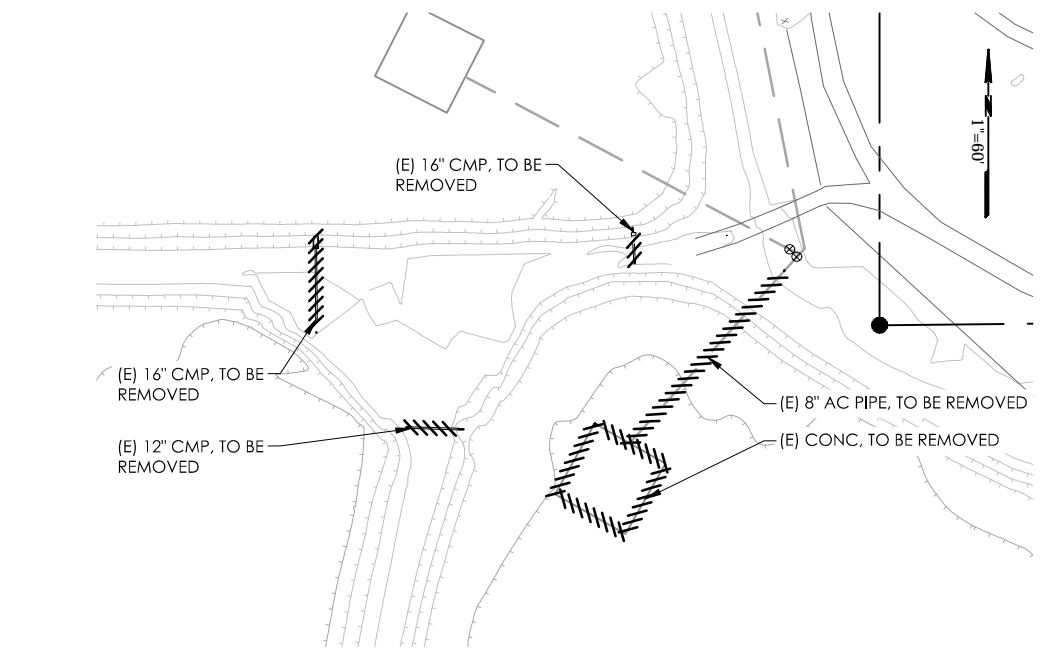 N
1"=60'
(E) 16" CMP, TO BE
REMOVED
(E) 16" CMP, TO BE
REMOVED
(E) 12" CMP, TO BE
REMOVED
(E) 8" AC PIPE, TO BE REMOVED
(E) CONC, TO BE REMOVED